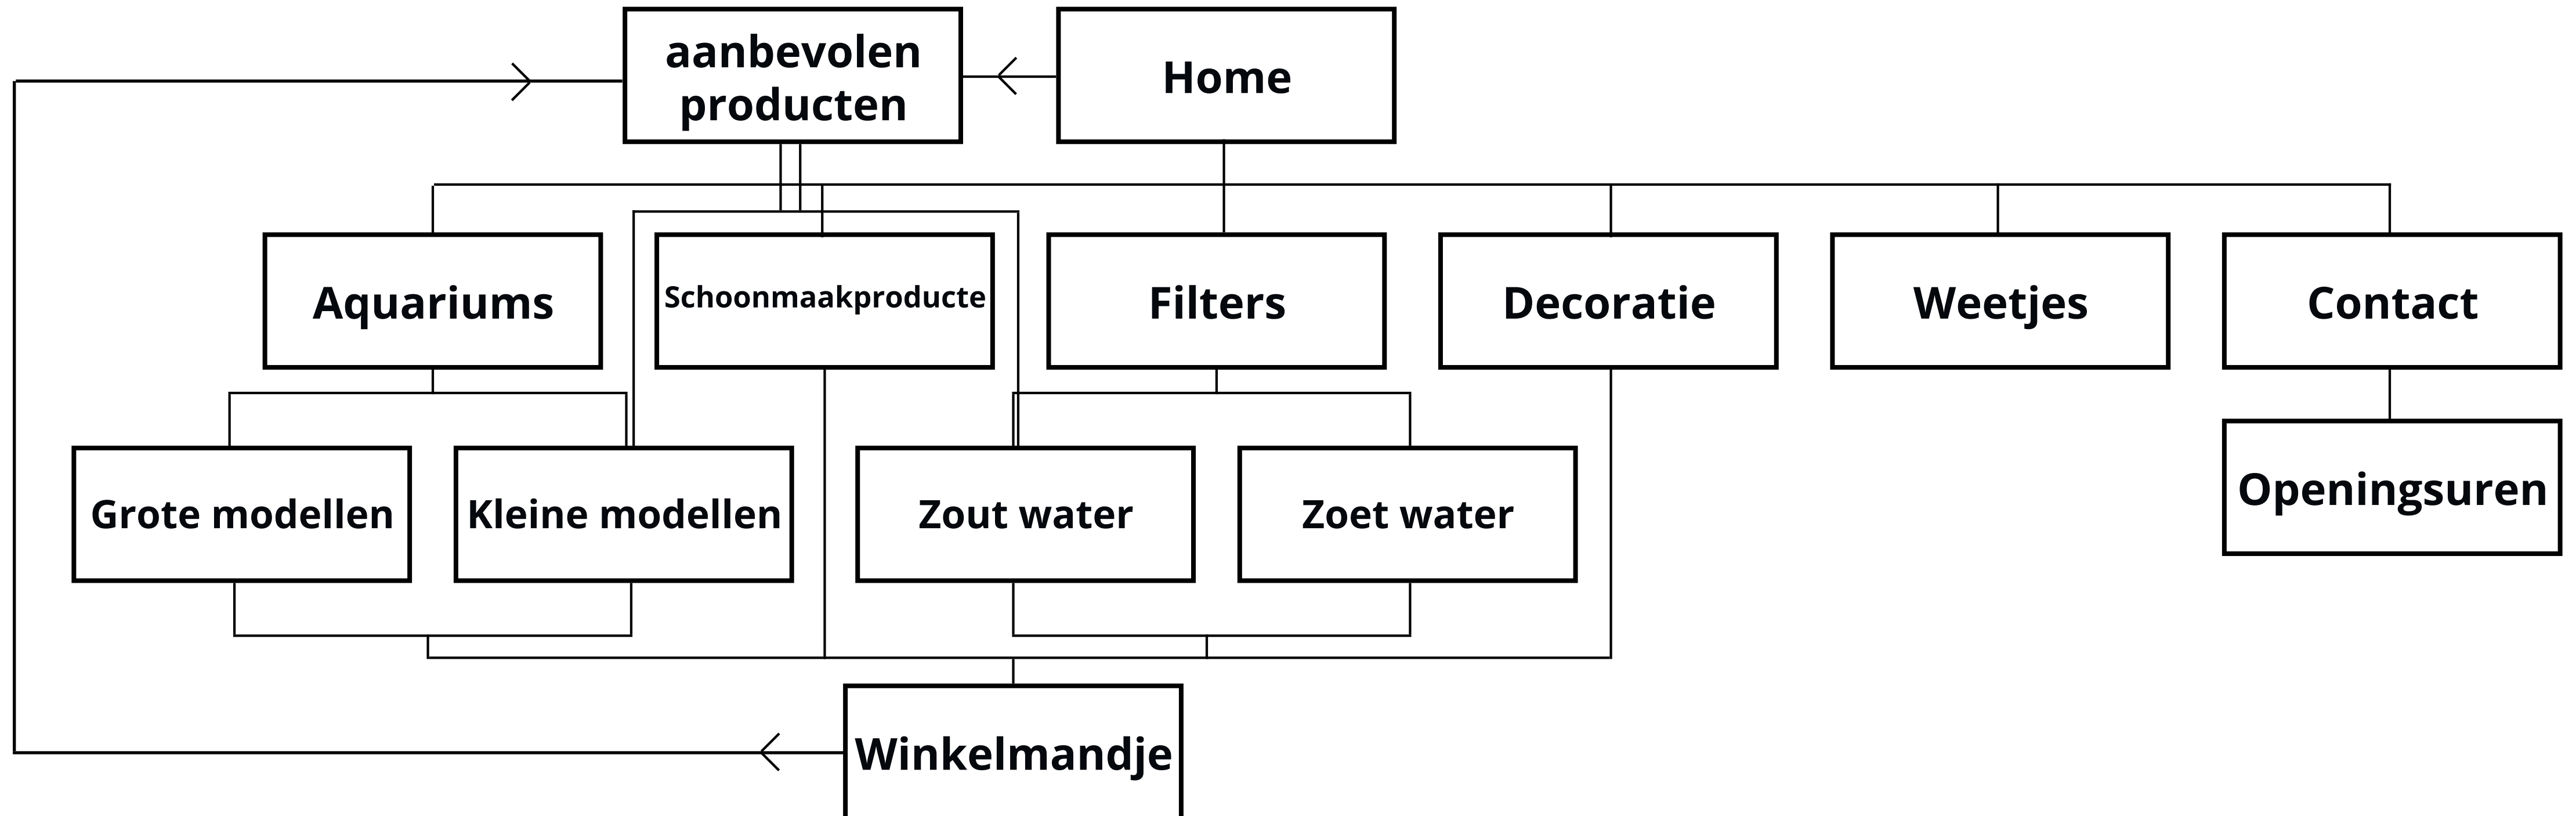 aanbevolen
producten
Home
Aquariums
Schoonmaakproducte
Filters
Decoratie
Weetjes
Contact
Grote modellen
Kleine modellen
Zout water
Zoet water
Openingsuren
Winkelmandje